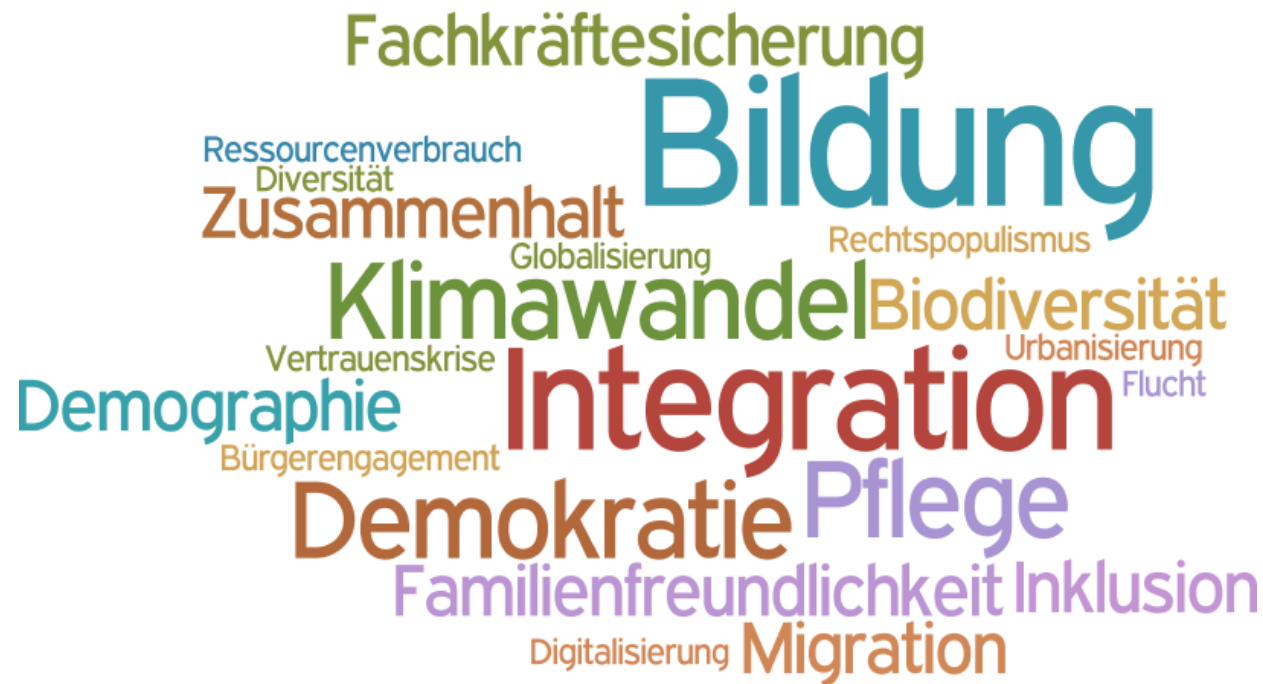 Fachkräftesicherung
Bildung
Ressourcenverbrauch
Diversität
Zusammenhalt
Rechtspopulismus
Globalisierung
Klimawandel
Biodiversität
Urbanisierung
Vertrauenskrise
Integration
Flucht
Demographie
Bürgerengagement
Pflege
Demokratie
Familienfreundlichkeit
Inklusion
Digitalisierung
Migration